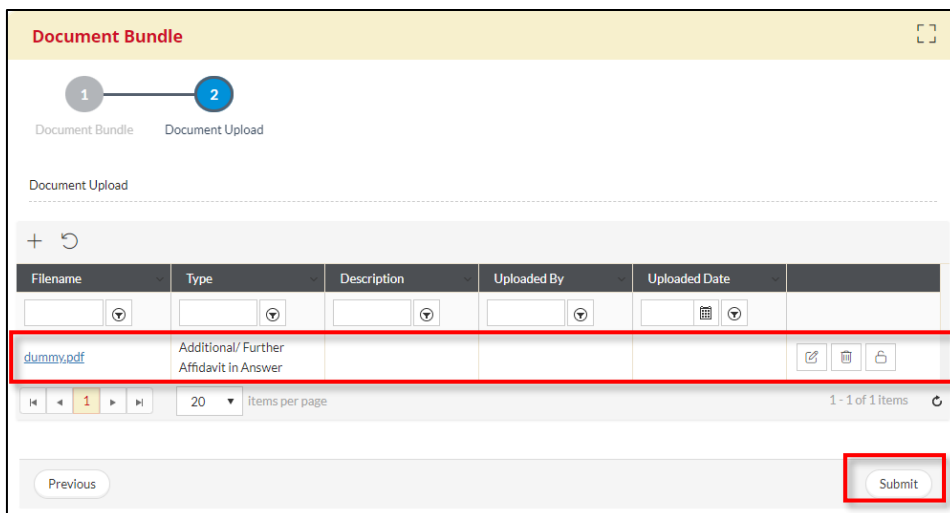 Document Bundle
1 2
Document Bundle Document Upload
Document Upload
Filename Type Description Uploaded By Uploaded Date
dummy.pdf Additional/ Further
Affidavit in Answer
1 20 items per page 1 - 1 of 1 items
Previous Submit